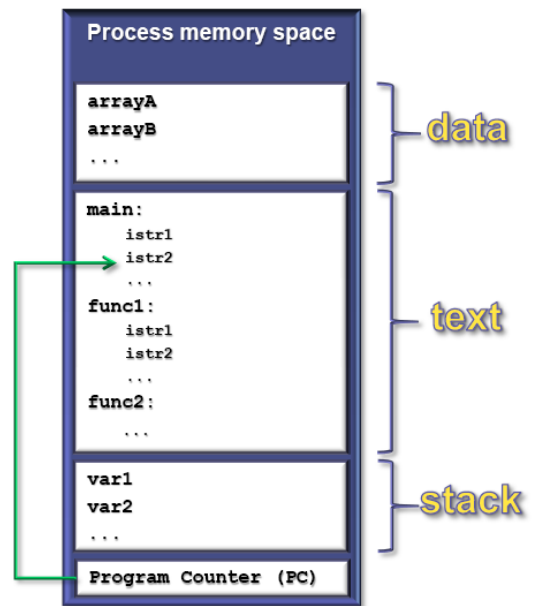 Process memory space
arrayA
arrayB
...
data
main:
istr1
istr2
...
func1:
istr1
istr2
...
func2:
...
text
var1
var2
...
stack
Program Counter (PC)